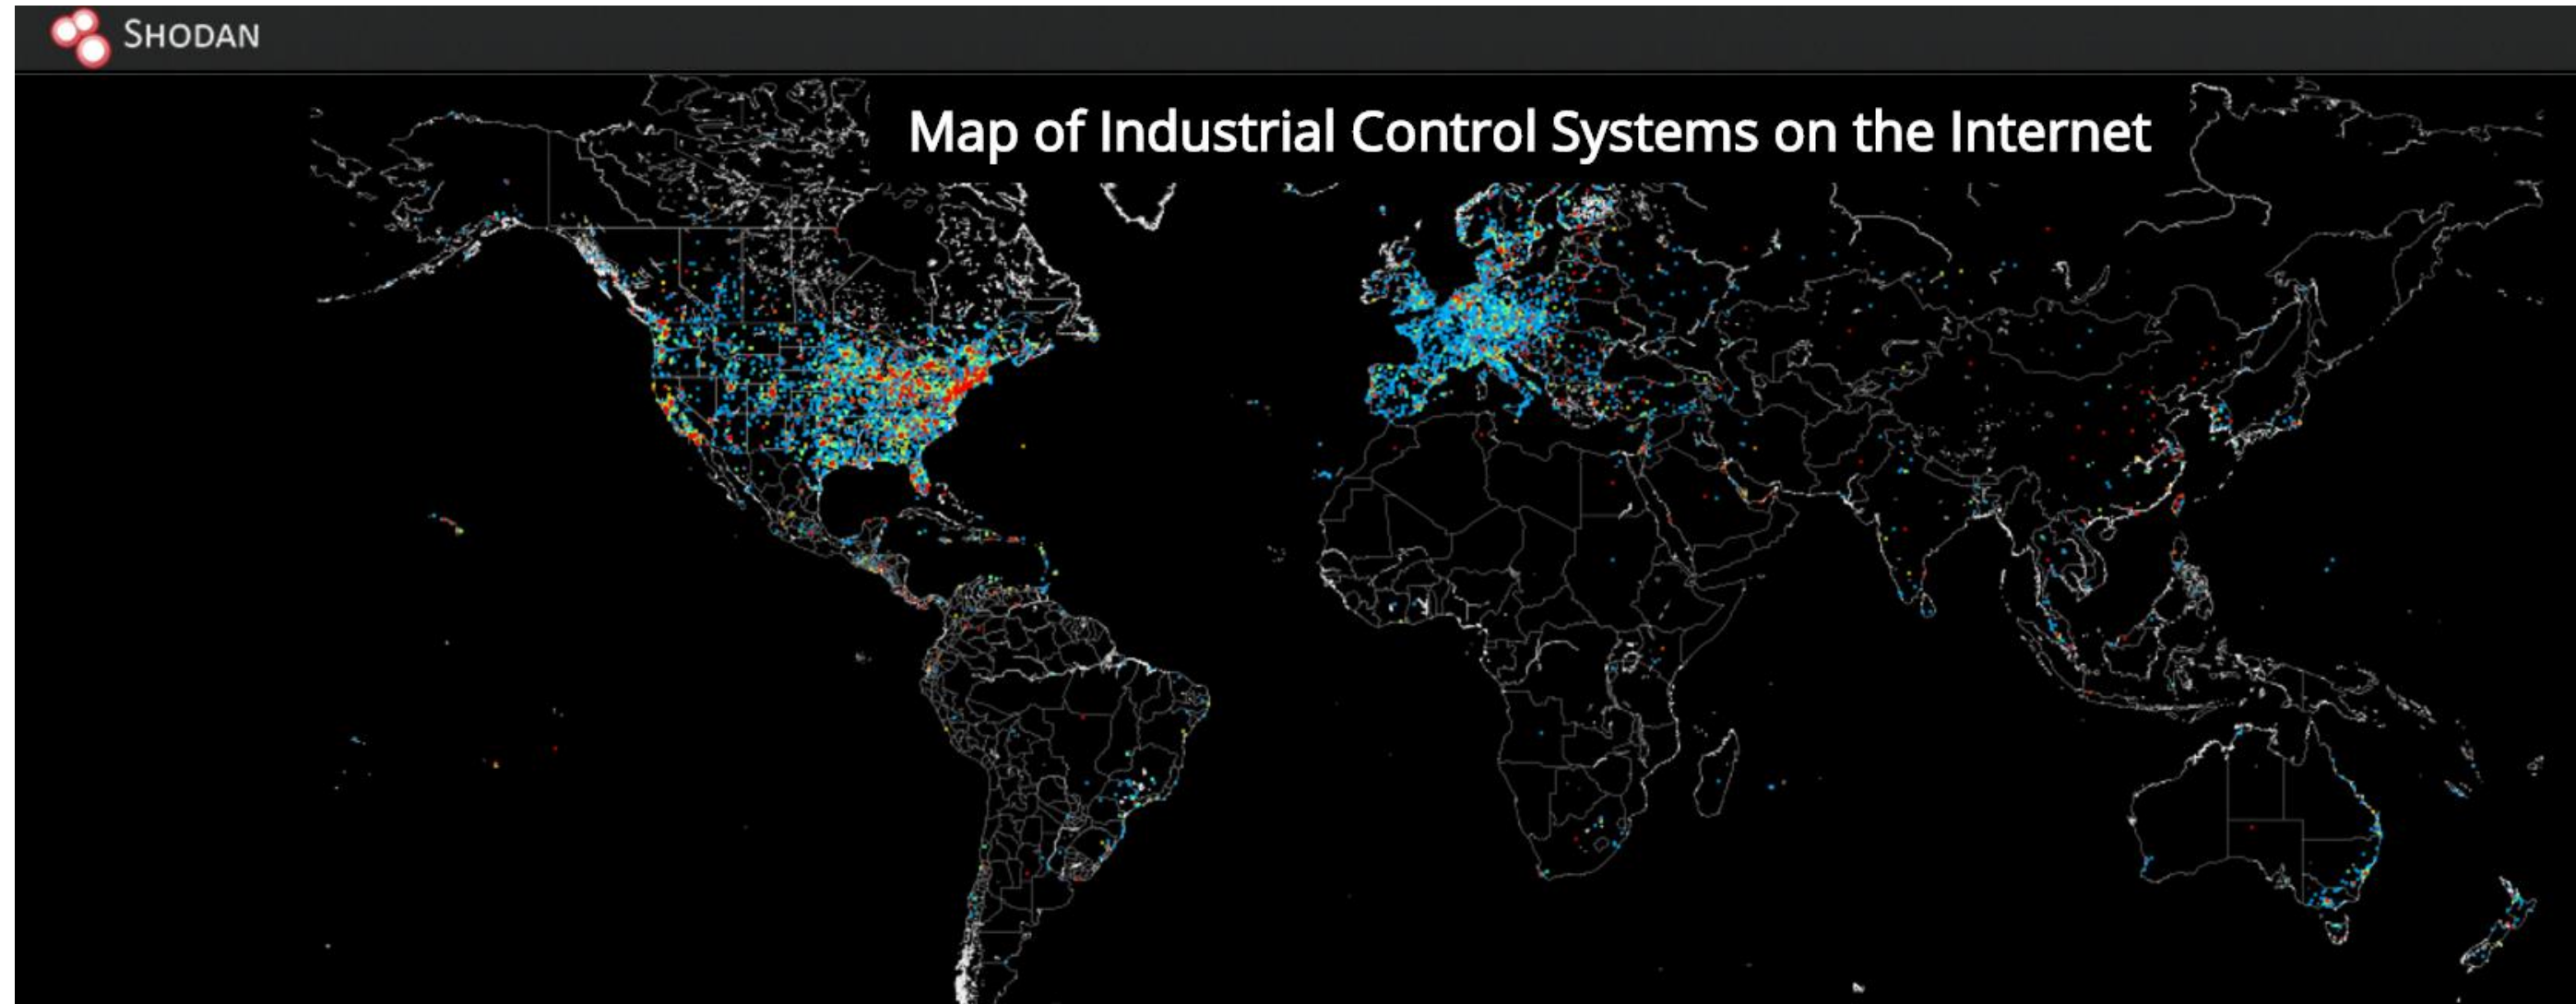 SHODAN
Map of Industrial Control Systems on the Internet